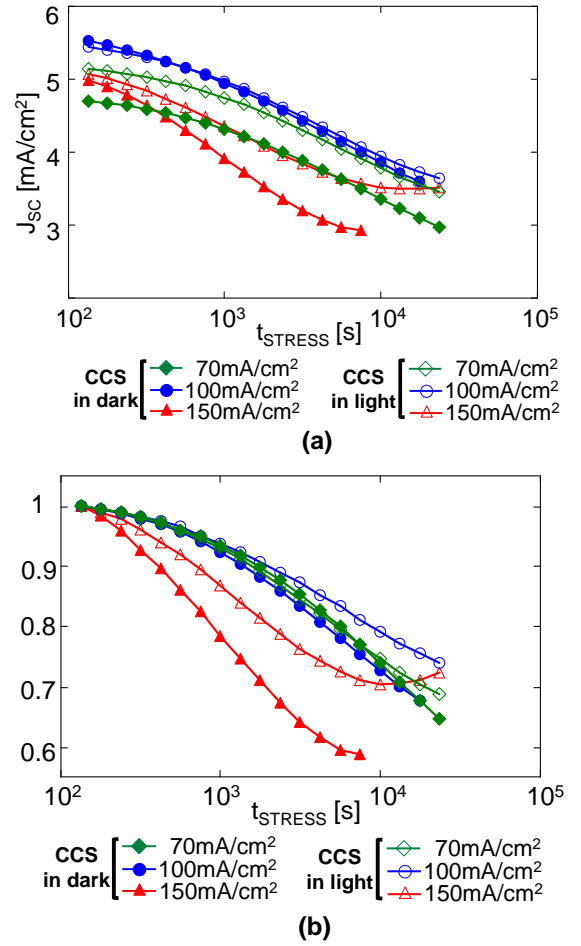 6
5
4
3
J_SC [mA/cm²]
10² 10³ 10⁴ 10⁵
t_STRESS [s]
CCS in dark
70mA/cm²
100mA/cm²
150mA/cm²
CCS in light
70mA/cm²
100mA/cm²
150mA/cm²
(a)
1
0.9
0.8
0.7
0.6
10² 10³ 10⁴ 10⁵
t_STRESS [s]
CCS in dark
70mA/cm²
100mA/cm²
150mA/cm²
CCS in light
70mA/cm²
100mA/cm²
150mA/cm²
(b)